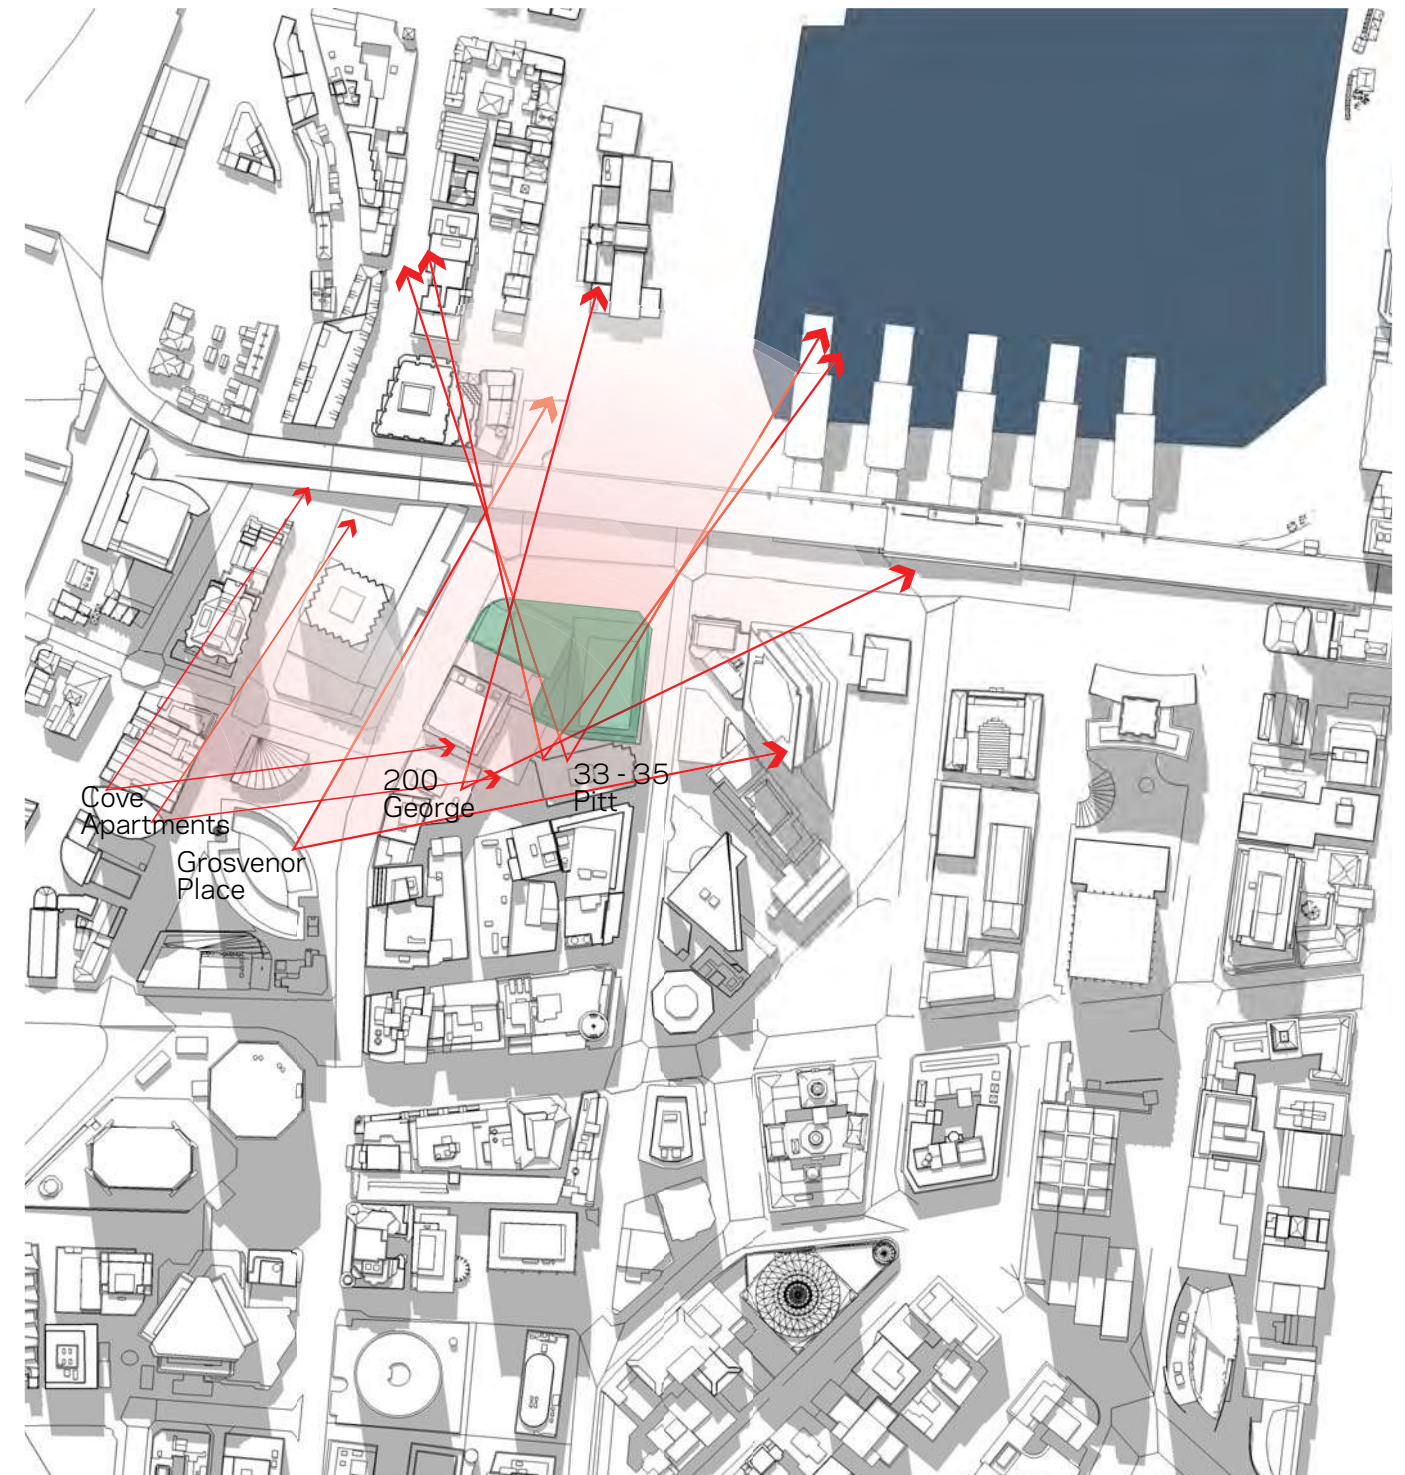 200
George
33 - 35
Pitt
Cove
Apartments
Grosvenor
Place